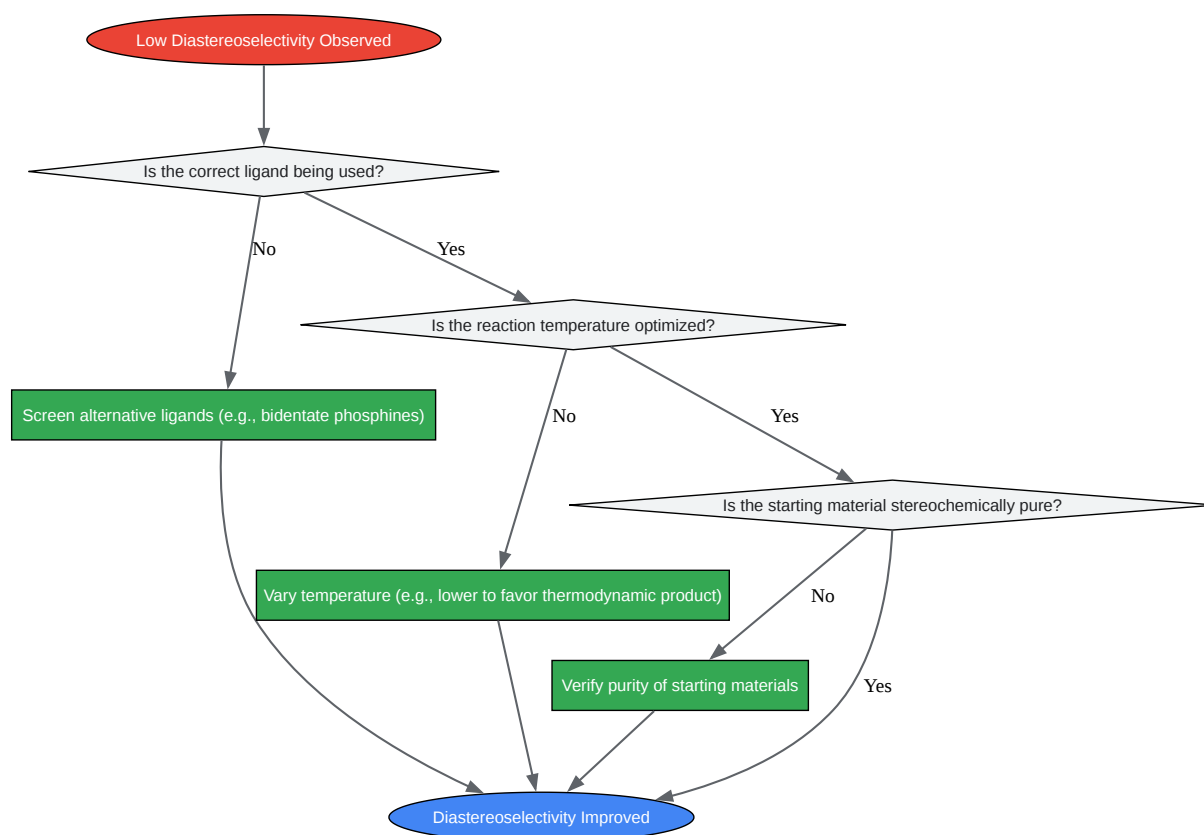 Low Diastereoselectivity Observed
Is the correct ligand being used?
No
Yes
Is the reaction temperature optimized?
Screen alternative ligands (e.g., bidentate phosphines)
No
Yes
Is the starting material stereochemically pure?
Vary temperature (e.g., lower to favor thermodynamic product)
No
Verify purity of starting materials
Yes
Diastereoselectivity Improved